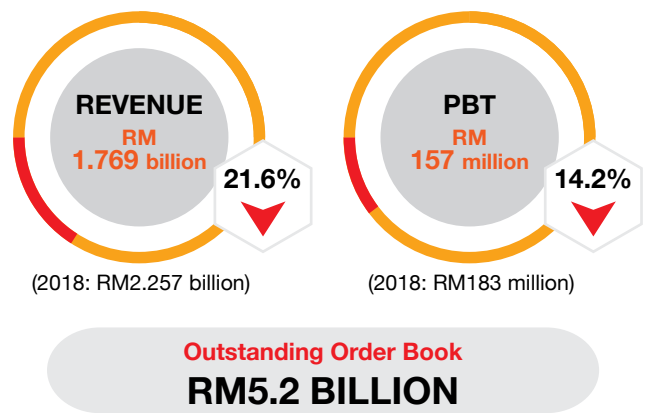 REVENUE
RM
1.769 billion
21.6%
(2018: RM2.257 billion)
PBT
RM
157 million
14.2%
(2018: RM183 million)
Outstanding Order Book
RM5.2 BILLION